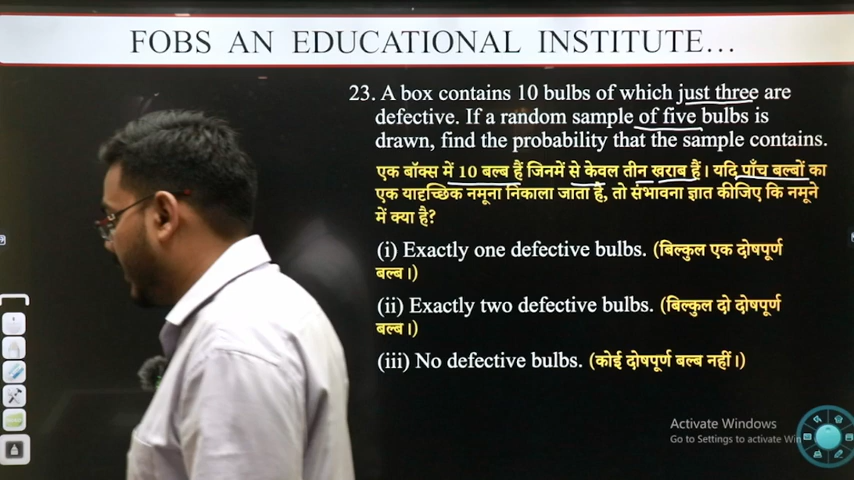 FOBS AN EDUCATIONAL INSTITUTE...
23. A box contains 10 bulbs of which just three are
defective. If a random sample of five bulbs is
drawn, find the probability that the sample contains.
एक बॉक्स में 10 बल्ब हैं जिनमें से केवल तीन खराब हैं। यदि पाँच बल्बों का
एक यादृच्छिक नमूना निकाला जाता है, तो संभावना ज्ञात कीजिए कि नमूने
में क्या है?
(i) Exactly one defective bulbs. (बिल्कुल एक दोषपूर्ण
बल्ब।)
(ii) Exactly two defective bulbs. (बिल्कुल दो दोषपूर्ण
बल्ब।)
(iii) No defective bulbs. (कोई दोषपूर्ण बल्ब नहीं।)
Activate Windows
Go to Settings to activate Win